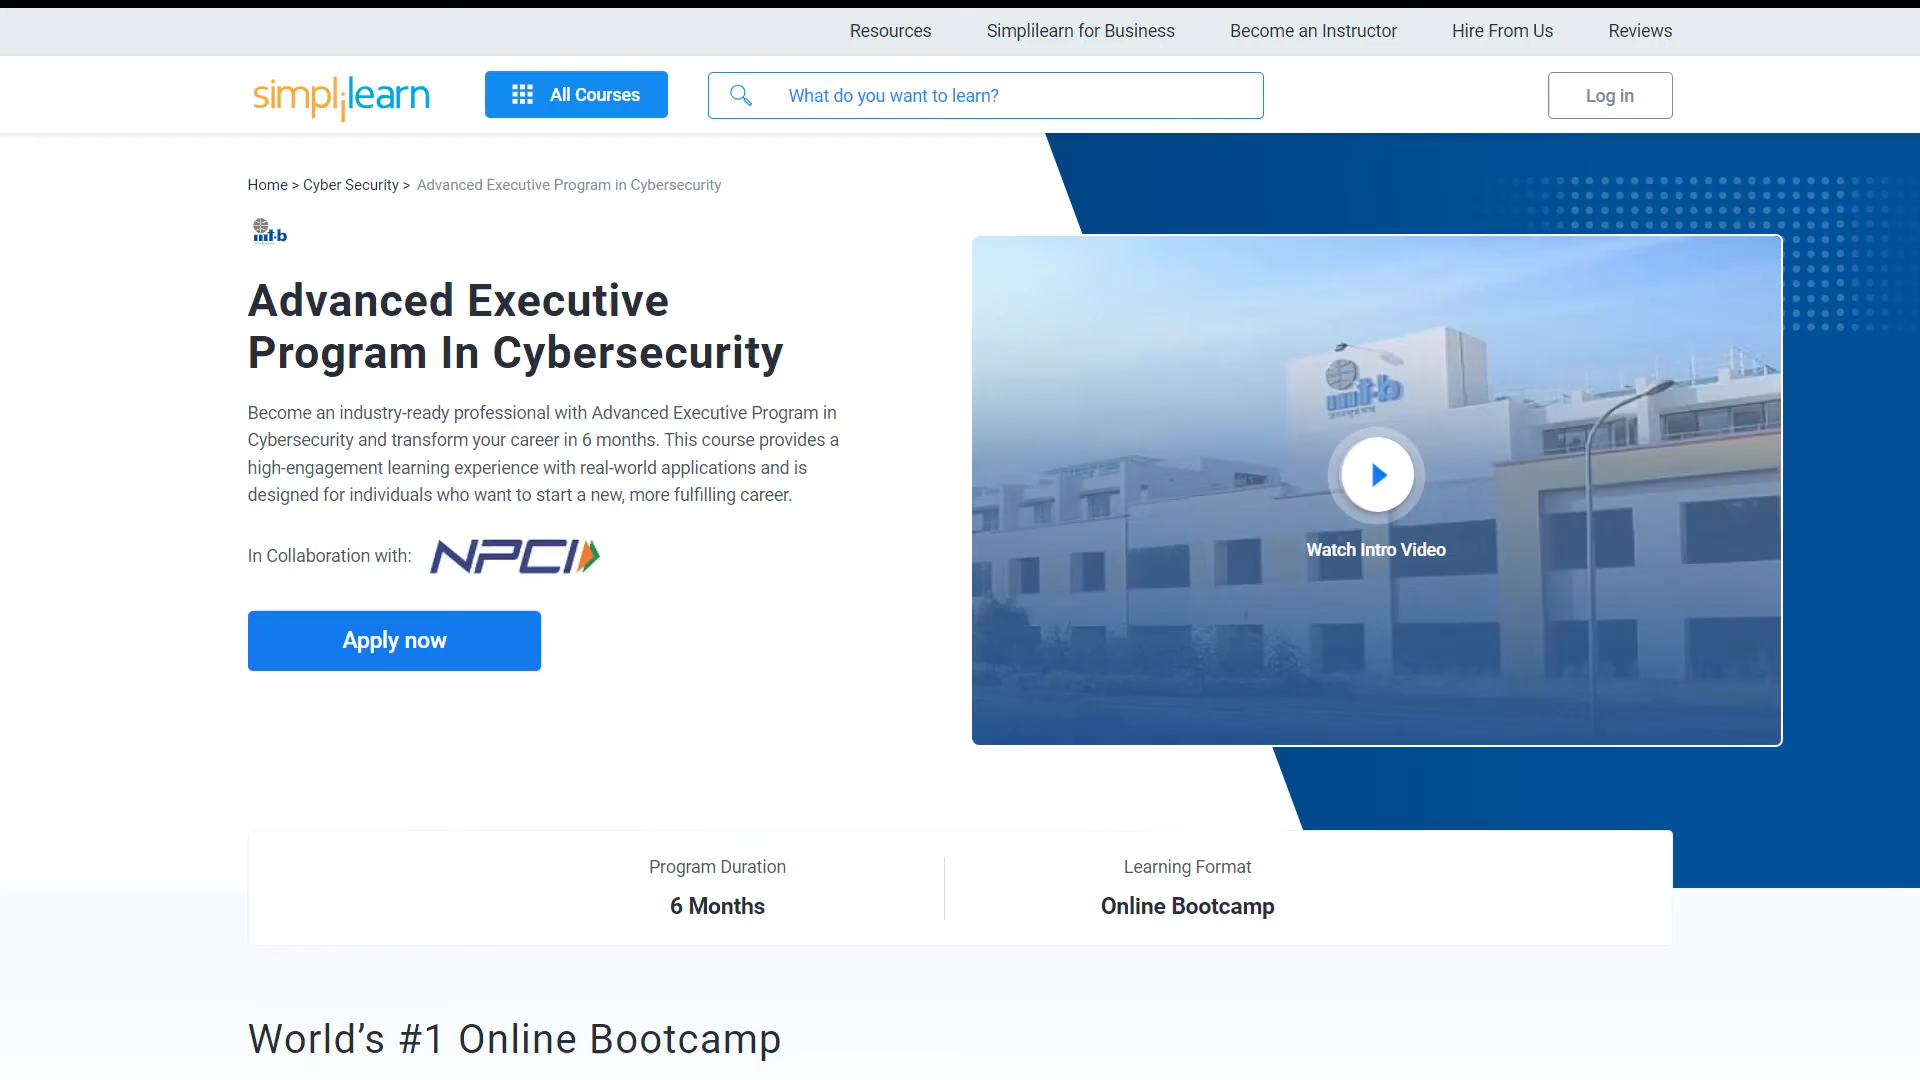 Resources Simplilearn for Business Become an Instructor Hire From Us Reviews
simplilearn All Courses What do you want to learn? Log in
Home > Cyber Security > Advanced Executive Program in Cybersecurity
iiit-b
Advanced Executive
Program In Cybersecurity
Become an industry-ready professional with Advanced Executive Program in
Cybersecurity and transform your career in 6 months. This course provides a
high-engagement learning experience with real-world applications and is
designed for individuals who want to start a new, more fulfilling career.
In Collaboration with: NPCI
Apply now
iiit-b
Watch Intro Video
Program Duration
6 Months
Learning Format
Online Bootcamp
World’s #1 Online Bootcamp